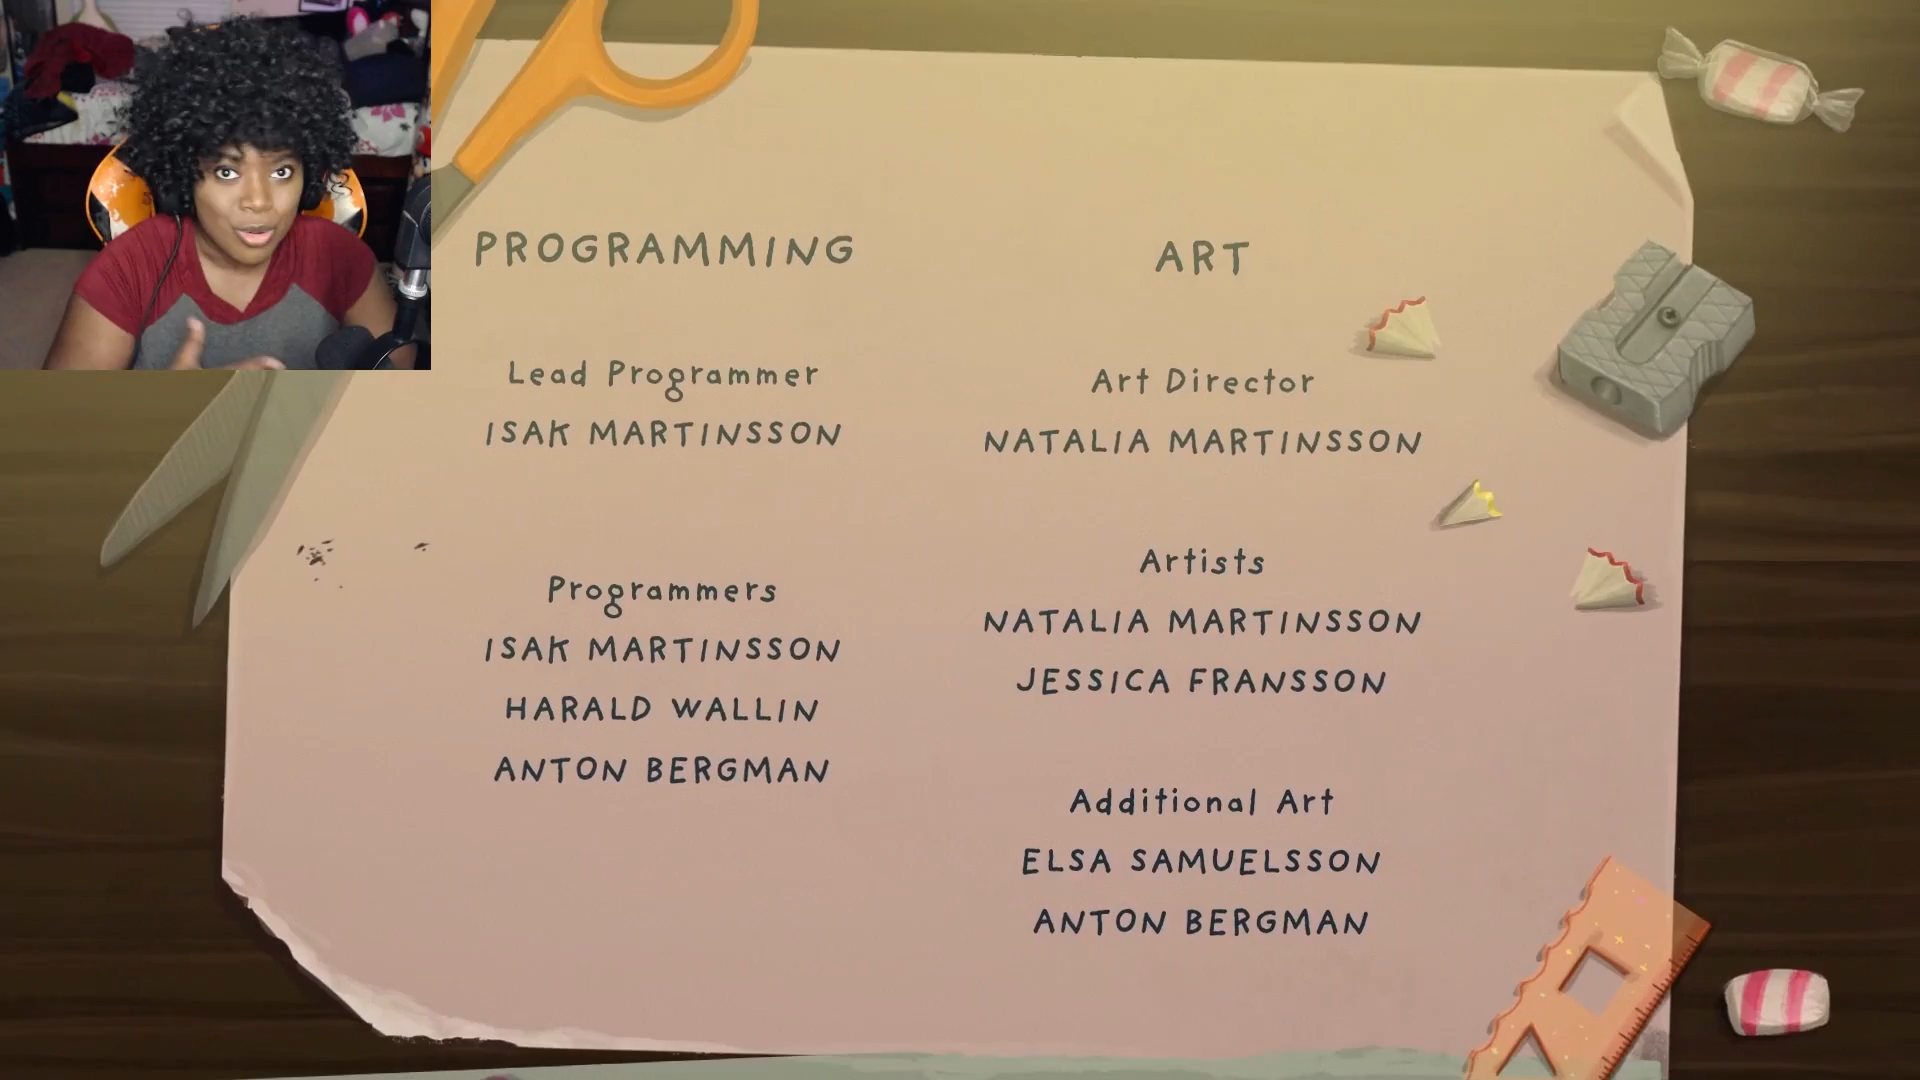 PROGRAMMING
Lead Programmer
ISAK MARTINSSON
Programmers
ISAK MARTINSSON
HARALD WALLIN
ANTON BERGMAN
ART
Art Director
NATALIA MARTINSSON
Artists
NATALIA MARTINSSON
JESSICA FRANSSON
Additional Art
ELSA SAMUELSSON
ANTON BERGMAN